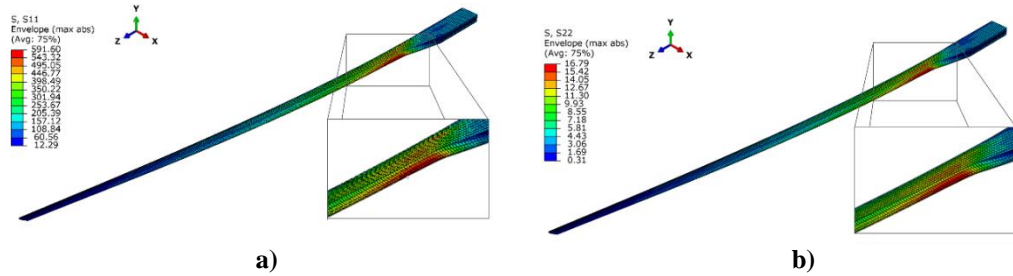 S, S11
Envelope (max abs)
(Avg: 75%)
591.60
543.32
495.05
446.77
398.49
350.22
301.94
253.67
205.39
157.12
108.84
60.56
12.29
Y
Z X
a)
S, S22
Envelope (max abs)
(Avg: 75%)
16.79
15.42
14.05
12.67
11.30
9.93
8.55
7.18
5.81
4.43
3.06
1.69
0.31
Y
Z X
b)